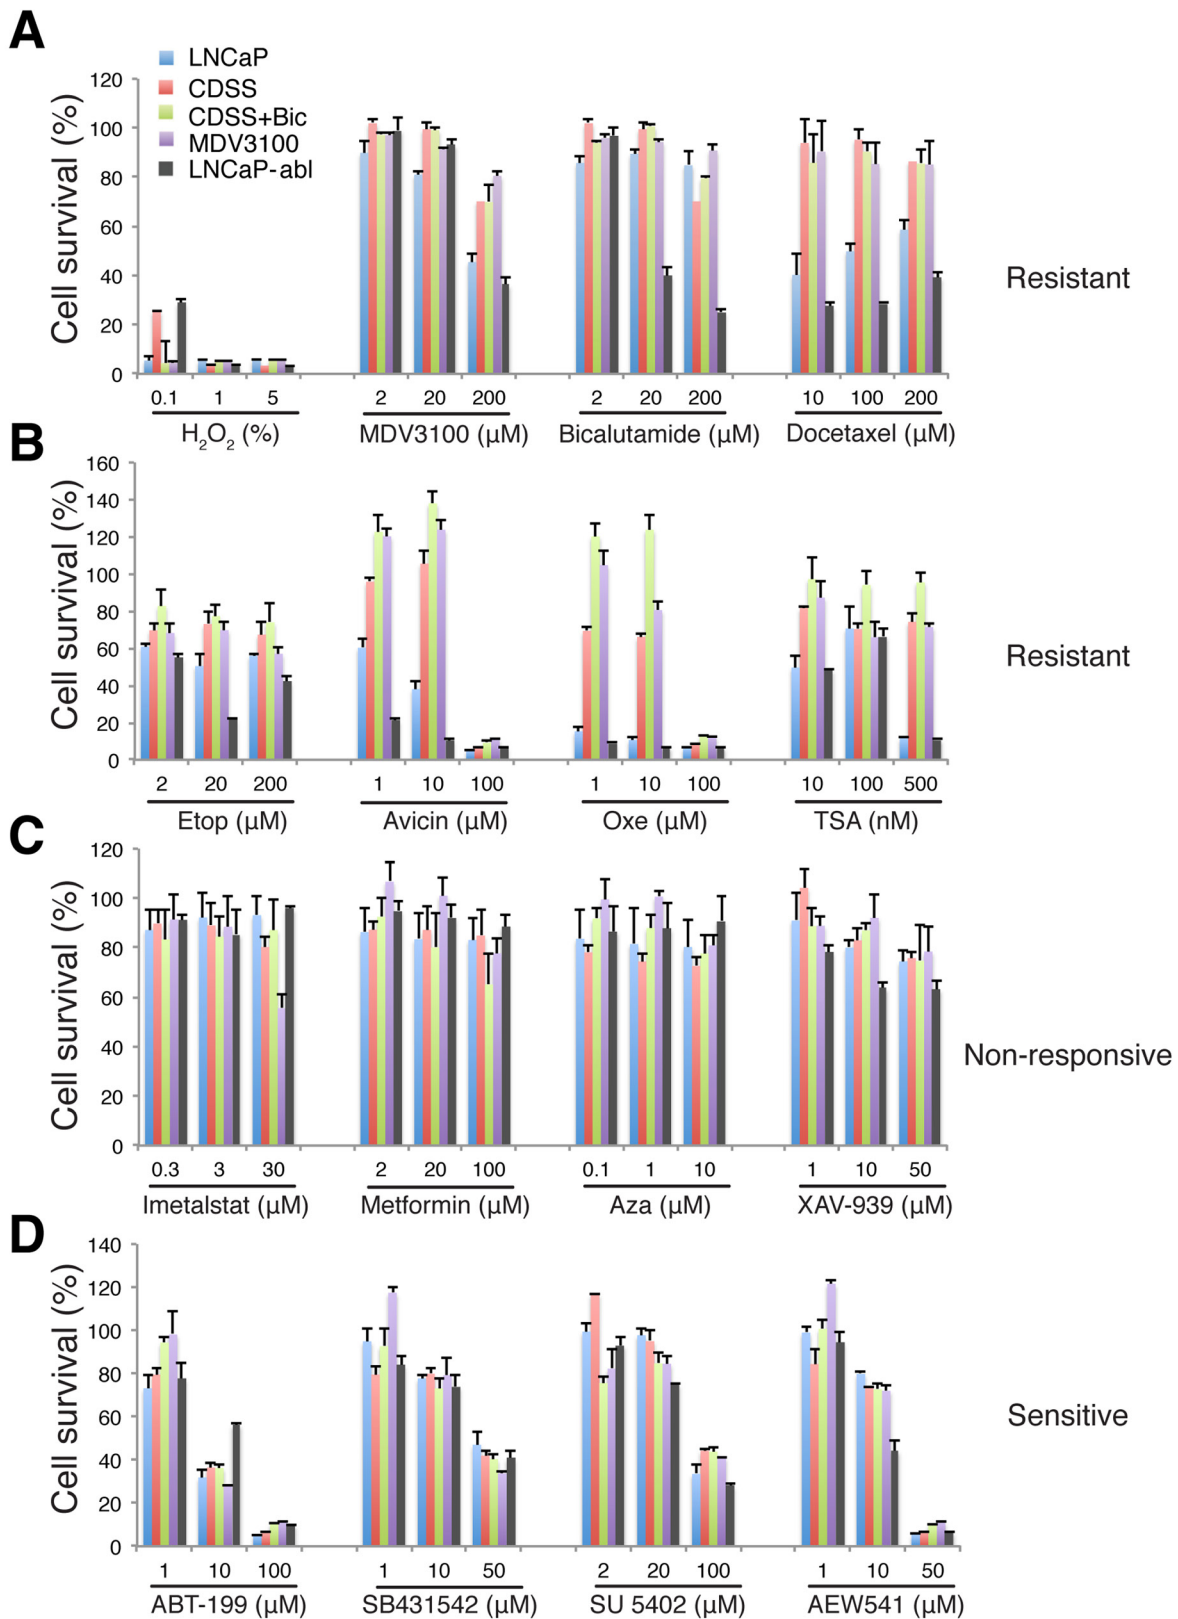 A
LNCaP
CDSS
CDSS+Bic
MDV3100
LNCaP-abl
Cell survival (%)
120
100
80
60
40
20
0
0.1 1 5 2 20 200 2 20 200 10 100 200
H2O2 (%) MDV3100 (µM) Bicalutamide (µM) Docetaxel (µM)
Resistant
B
Cell survival (%)
160
140
120
100
80
60
40
20
0
2 20 200 1 10 100 1 10 100 10 100 500
Etop (µM) Avicin (µM) Oxe (µM) TSA (nM)
Resistant
C
Cell survival (%)
120
100
80
60
40
20
0
0.3 3 30 2 20 100 0.1 1 10 1 10 50
Imetalstat (µM) Metformin (µM) Aza (µM) XAV-939 (µM)
Non-responsive
D
Cell survival (%)
140
120
100
80
60
40
20
0
1 10 100 1 10 50 2 20 100 1 10 50
ABT-199 (µM) SB431542 (µM) SU 5402 (µM) AEW541 (µM)
Sensitive